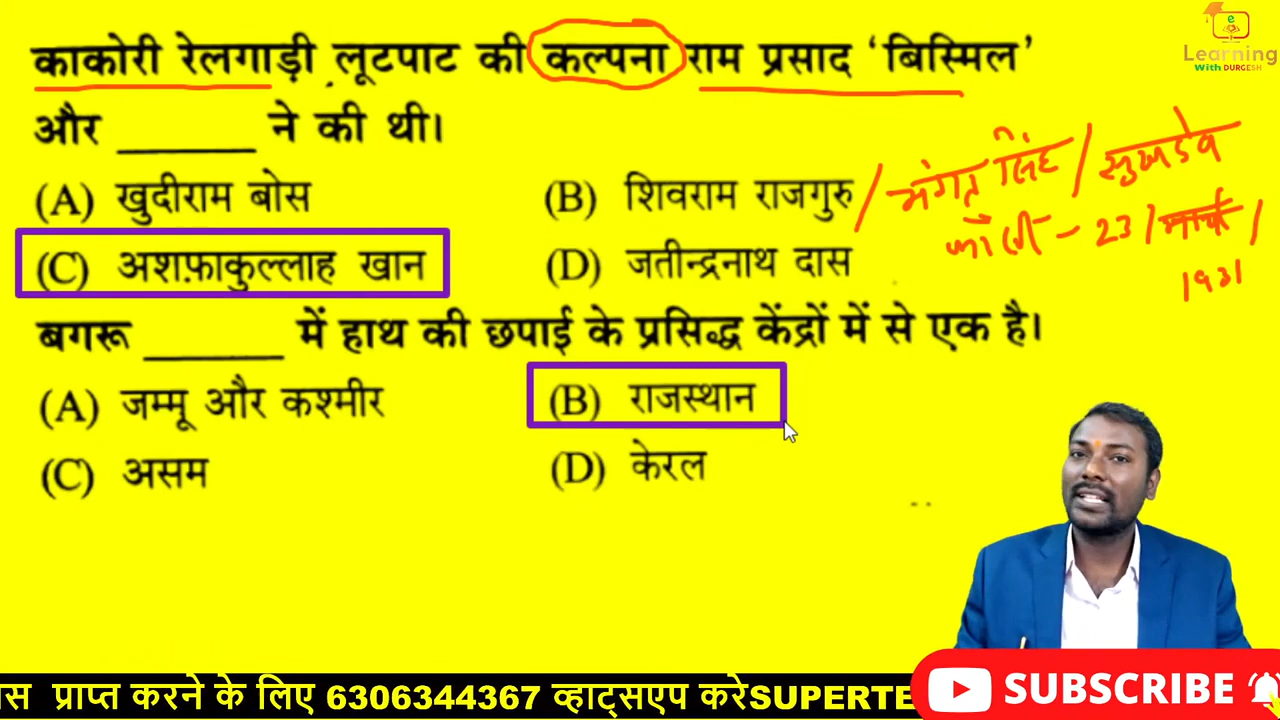 काकोरी रेलगाड़ी लूटपाट की कल्पना राम प्रसाद ‘बिस्मिल’
और ______ ने की थी।
(A) खुदीराम बोस
(B) शिवराम राजगुरु / भगत सिंह / सुखदेव
फाँसी - 23 / मार्च /
1931
(C) अशफ़ाकुल्लाह खान
(D) जतीन्द्रनाथ दास
बगरू ______ में हाथ की छपाई के प्रसिद्ध केंद्रों में से एक है।
(A) जम्मू और कश्मीर
(B) राजस्थान
(C) असम
(D) केरल
e
Learning
With DURGESH
ास प्राप्त करने के लिए 6306344367 व्हाट्सएप करेSUPERTE
SUBSCRIBE